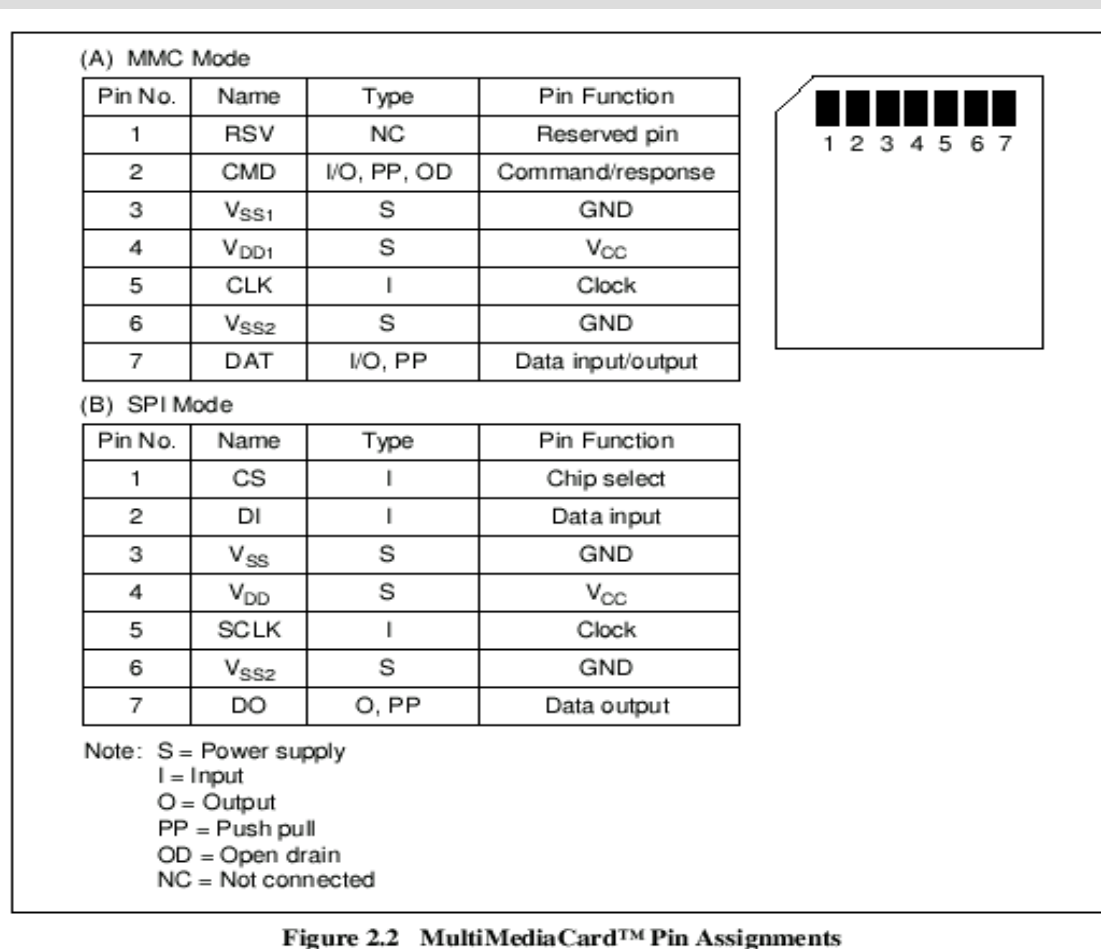 (A) MMC Mode
Pin No. Name Type Pin Function
1 RSV NC Reserved pin
2 CMD I/O, PP, OD Command/response
3 VSS1 S GND
4 VDD1 S VCC
5 CLK I Clock
6 VSS2 S GND
7 DAT I/O, PP Data input/output
1 2 3 4 5 6 7
(B) SPI Mode
Pin No. Name Type Pin Function
1 CS I Chip select
2 DI I Data input
3 VSS S GND
4 VDD S VCC
5 SCLK I Clock
6 VSS2 S GND
7 DO O, PP Data output
Note: S = Power supply
I = Input
O = Output
PP = Push pull
OD = Open drain
NC = Not connected
Figure 2.2 MultiMediaCard™ Pin Assignments